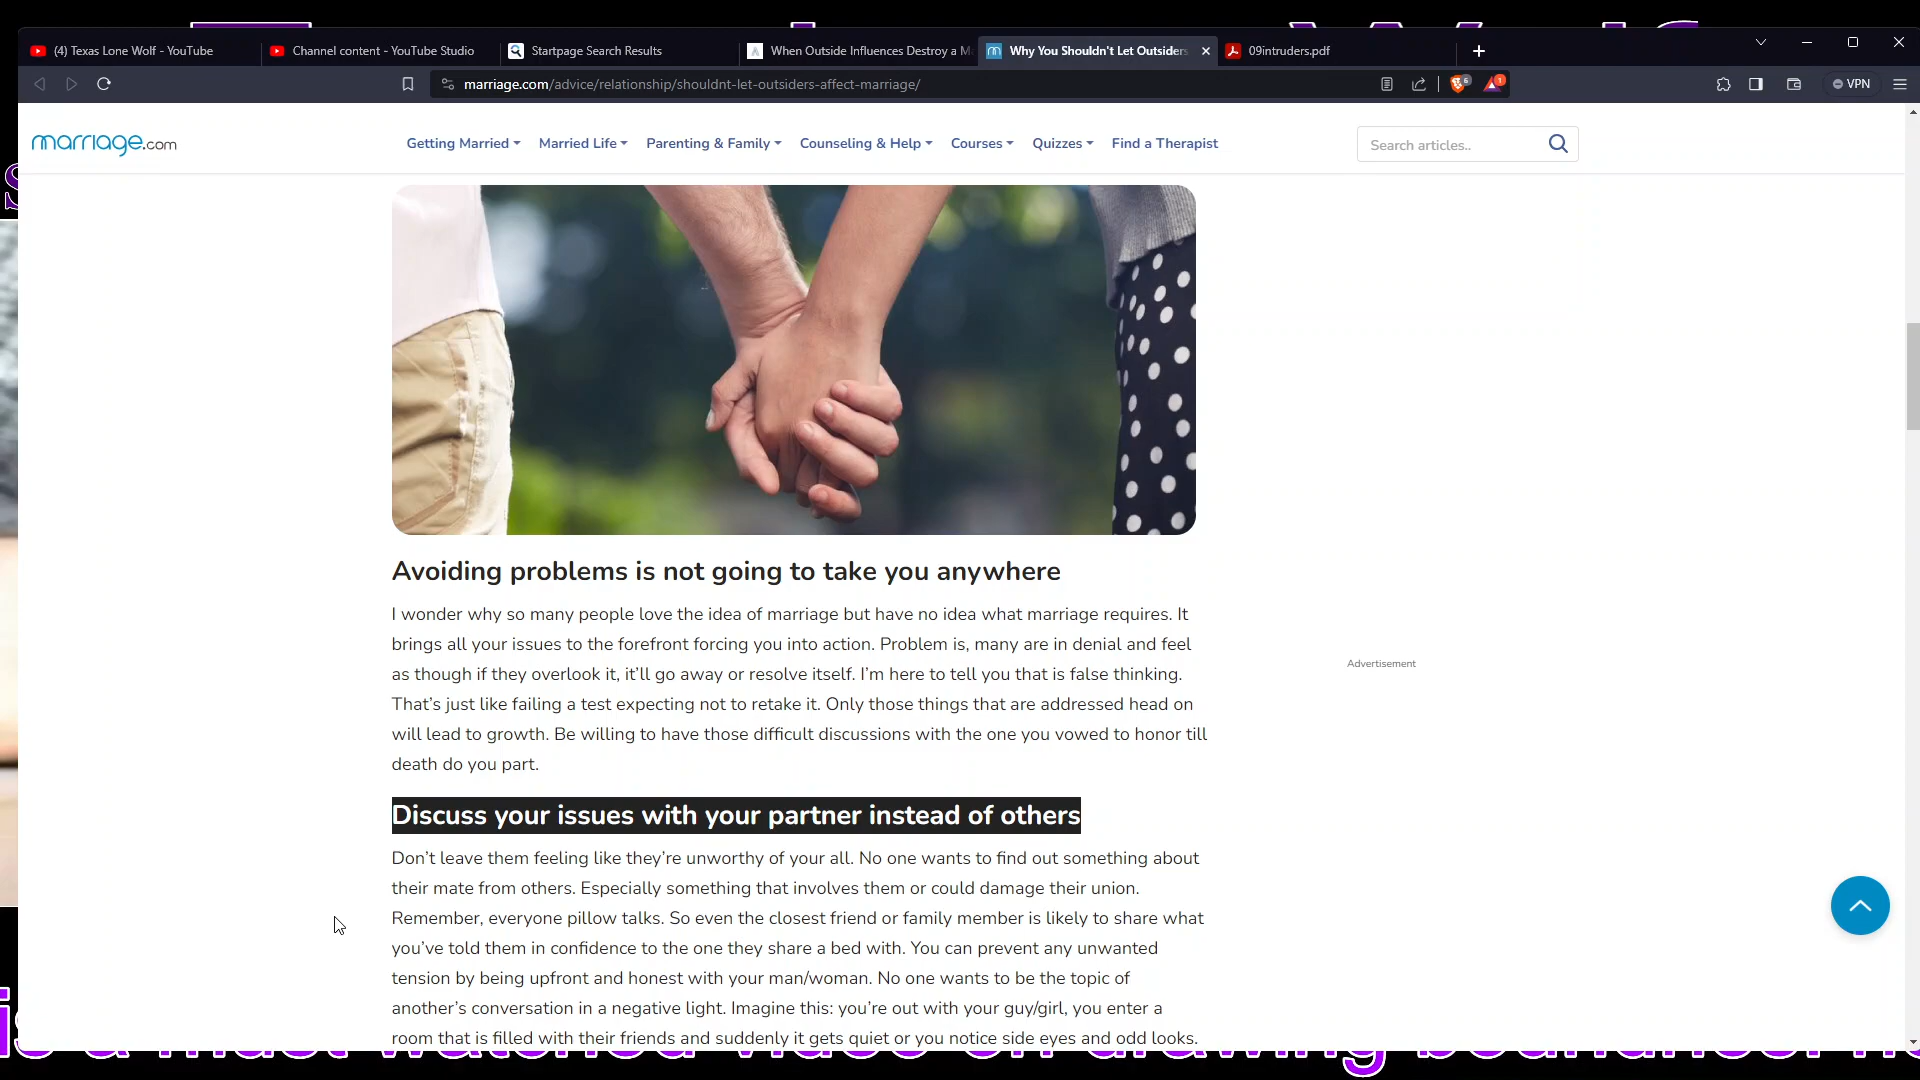 (4) Texas Lone Wolf - YouTube
Channel content - YouTube Studio
Startpage Search Results
When Outside Influences Destroy a M
Why You Shouldn't Let Outsiders
09intruders.pdf
marriage.com/advice/relationship/shouldnt-let-outsiders-affect-marriage/
6
1
VPN
marriage.com
Getting Married
Married Life
Parenting & Family
Counseling & Help
Courses
Quizzes
Find a Therapist
Search articles..
Avoiding problems is not going to take you anywhere
I wonder why so many people love the idea of marriage but have no idea what marriage requires. It
brings all your issues to the forefront forcing you into action. Problem is, many are in denial and feel
as though if they overlook it, it'll go away or resolve itself. I'm here to tell you that is false thinking.
That's just like failing a test expecting not to retake it. Only those things that are addressed head on
will lead to growth. Be willing to have those difficult discussions with the one you vowed to honor till
death do you part.
Advertisement
Discuss your issues with your partner instead of others
Don't leave them feeling like they're unworthy of your all. No one wants to find out something about
their mate from others. Especially something that involves them or could damage their union.
Remember, everyone pillow talks. So even the closest friend or family member is likely to share what
you've told them in confidence to the one they share a bed with. You can prevent any unwanted
tension by being upfront and honest with your man/woman. No one wants to be the topic of
another's conversation in a negative light. Imagine this: you're out with your guy/girl, you enter a
room that is filled with their friends and suddenly it gets quiet or you notice side eyes and odd looks.